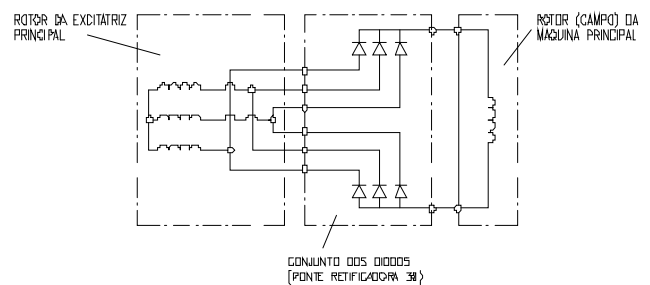 ROTOR DA EXCITATRIZ
PRINCIPAL
ROTOR (CAMPO) DA
MAQUINA PRINCIPAL
CONJUNTO DOS DIODOS
(PONTE RETIFICADORA 3Ø)